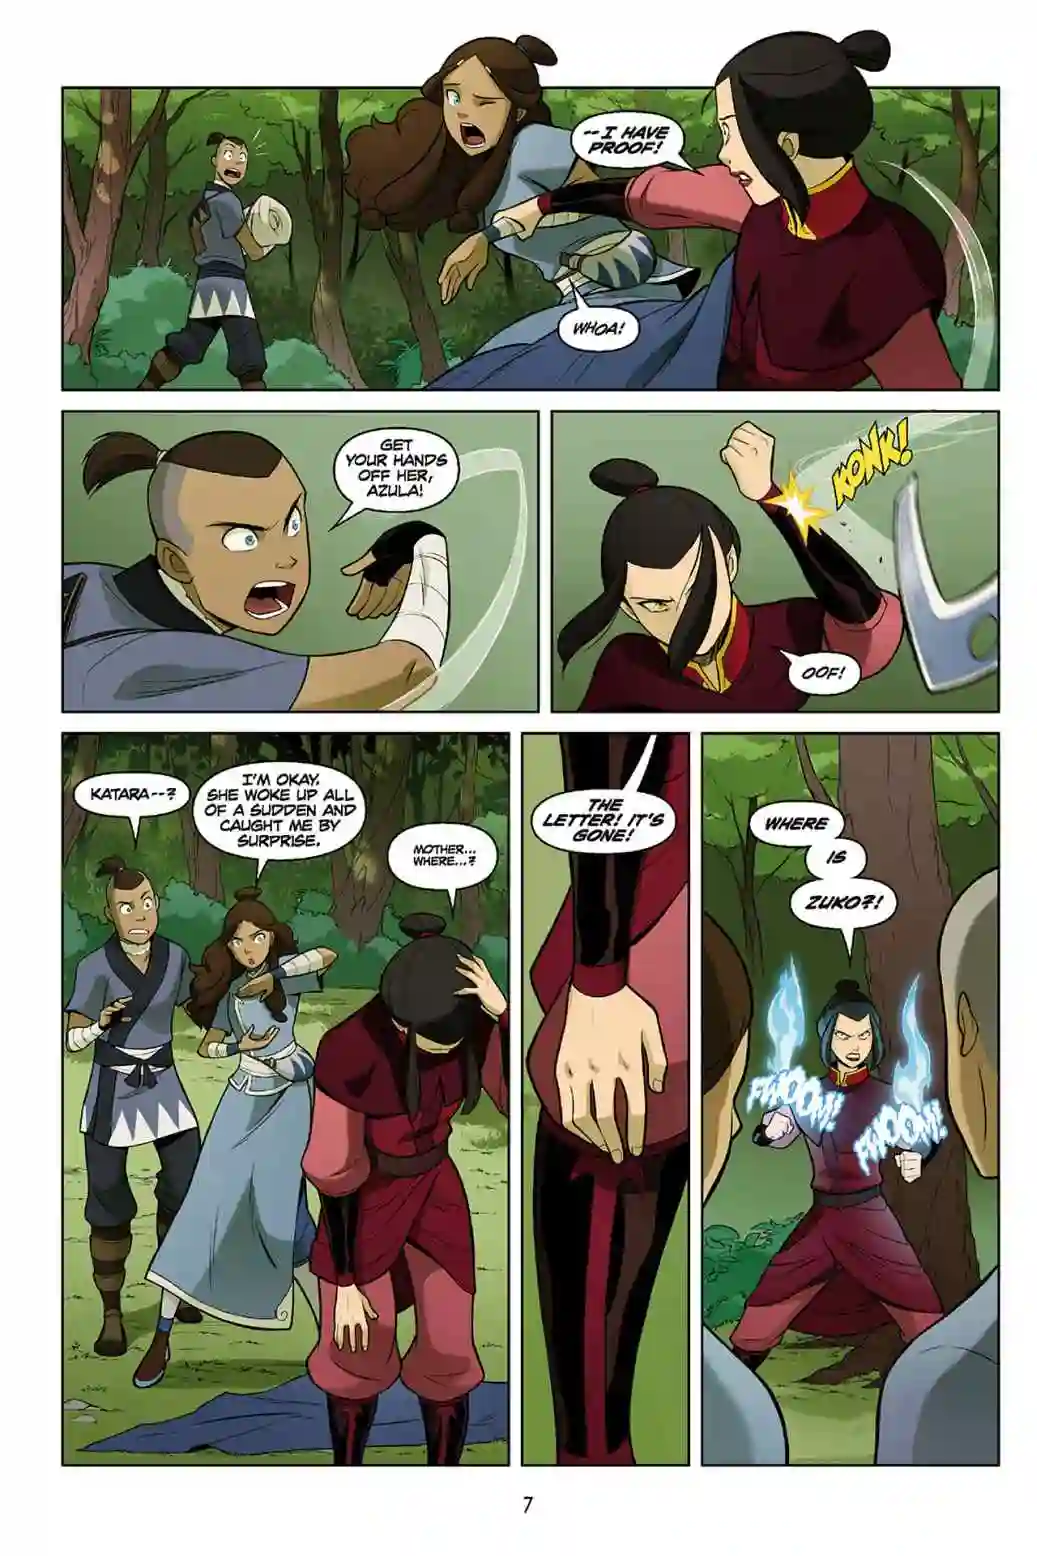 --I HAVE
PROOF!
WHOA!
GET
YOUR HANDS
OFF HER,
AZULA!
KONK!
OOF!
KATARA--?
I'M OKAY.
SHE WOKE UP ALL
OF A SUDDEN AND
CAUGHT ME BY
SURPRISE.
MOTHER...
WHERE...?
THE
LETTER! IT'S
GONE!
WHERE
IS
ZUKO?!
FWOOM!
FWOOM!
7